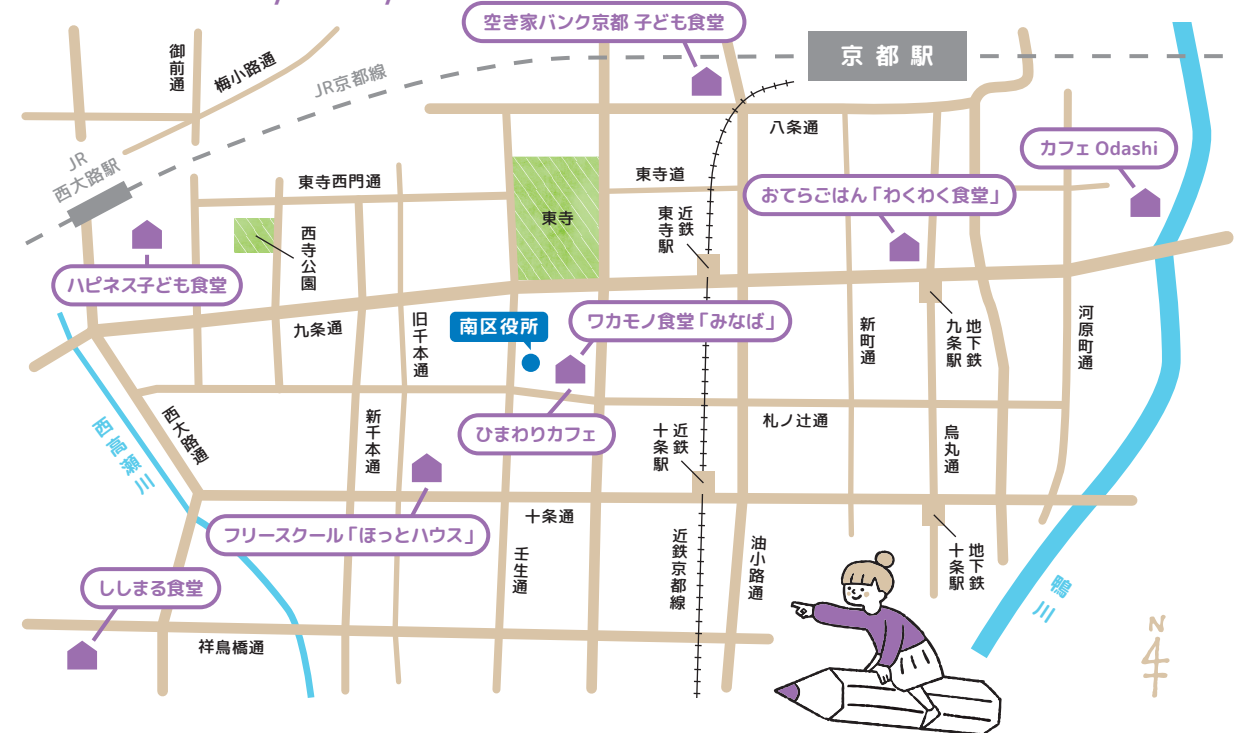 空き家バンク京都 子ども食堂
京都駅
御前通
梅小路通
JR京都線
八条通
カフェ Odashi
JR
西大路駅
東寺西門通
東寺道
おてらごはん「わくわく食堂」
東寺
近鉄
東寺駅
西寺公園
ハピネス子ども食堂
九条通
旧千本通
南区役所
ワカモノ食堂「みなば」
新町通
地下鉄
九条駅
河原町通
西大路通
西高瀬川
新千本通
ひまわりカフェ
近鉄
十条駅
札ノ辻通
烏丸通
フリースクール「ほっとハウス」
十条通
壬生通
近鉄京都線
油小路通
地下鉄
十条駅
鴨川
ししまる食堂
祥鳥橋通
N